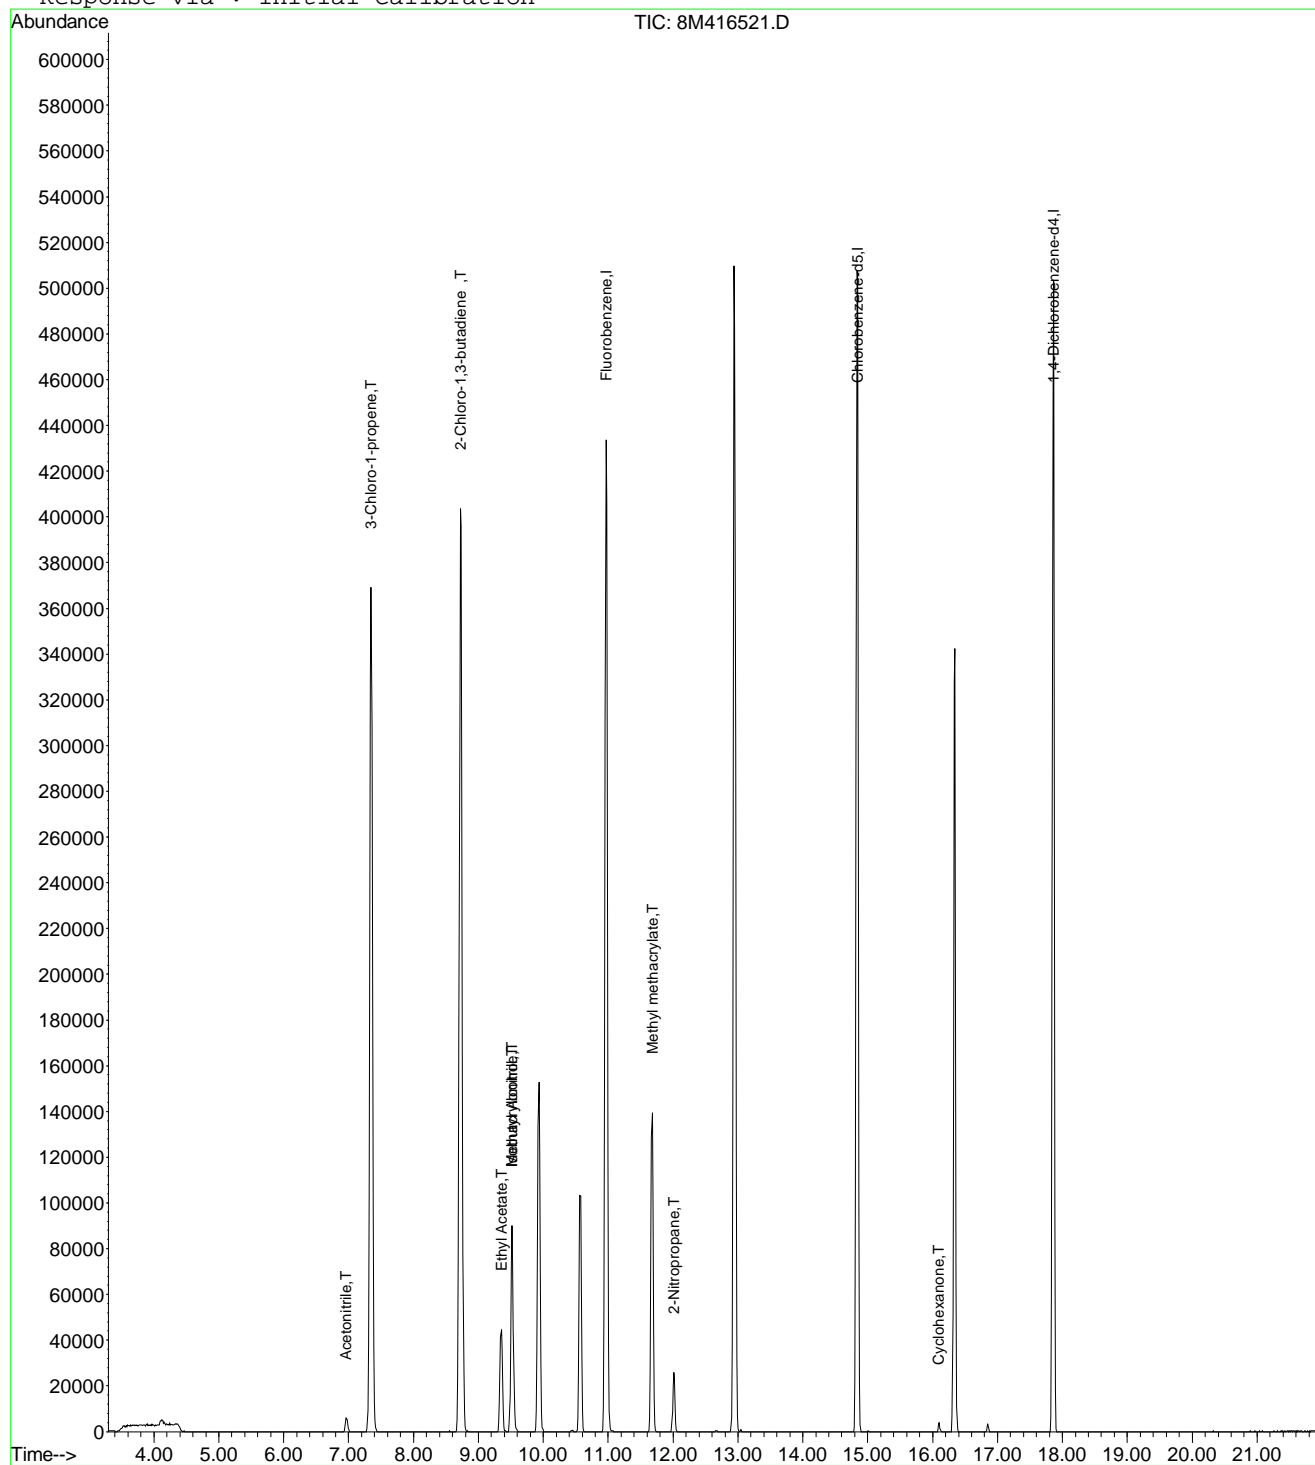 Response via : Initial Calibration
Abundance
TIC: 8M416521.D
600000
580000
560000
540000
520000
500000
480000
460000
440000
420000
400000
380000
360000
340000
320000
300000
280000
260000
240000
220000
200000
180000
160000
140000
120000
100000
80000
60000
40000
20000
0
Acetonitrile,T
3-Chloro-1-propene,T
2-Chloro-1,3-butadiene ,T
Ethyl Acetate,T
Fluorobenzene,I
Methyl methacrylate,T
2-Nitropropane,T
Chlorobenzene-d5,I
Cyclohexanone,T
1,4-Dichlorobenzene-d4,I
Time-->
4.00 5.00 6.00 7.00 8.00 9.00 10.00 11.00 12.00 13.00 14.00 15.00 16.00 17.00 18.00 19.00 20.00 21.00